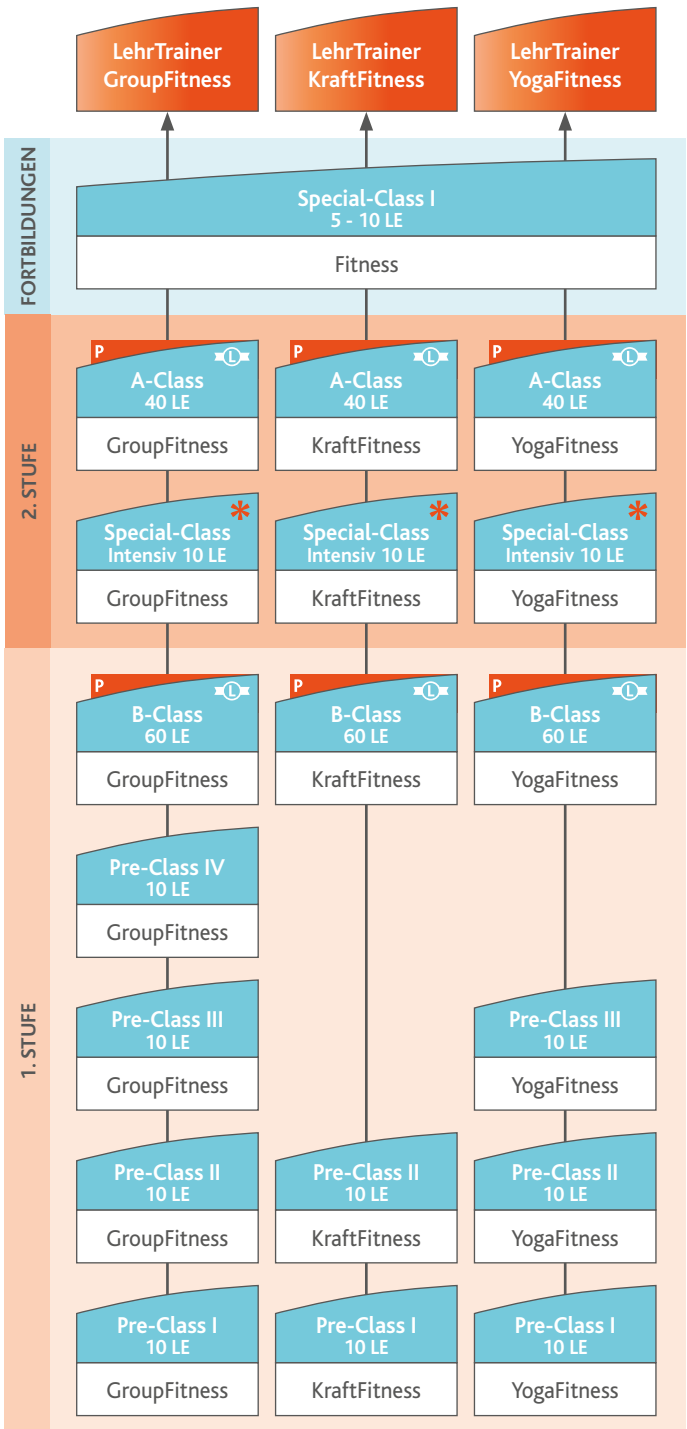 LehrTrainer
GroupFitness
LehrTrainer
KraftFitness
LehrTrainer
YogaFitness
FORTBILDUNGEN
Special-Class I
5 - 10 LE
Fitness
2. STUFE
P
L
A-Class
40 LE
GroupFitness
P
L
A-Class
40 LE
KraftFitness
P
L
A-Class
40 LE
YogaFitness
*
Special-Class
Intensiv 10 LE
GroupFitness
*
Special-Class
Intensiv 10 LE
KraftFitness
*
Special-Class
Intensiv 10 LE
YogaFitness
1. STUFE
P
L
B-Class
60 LE
GroupFitness
P
L
B-Class
60 LE
KraftFitness
P
L
B-Class
60 LE
YogaFitness
Pre-Class IV
10 LE
GroupFitness
Pre-Class III
10 LE
GroupFitness
Pre-Class III
10 LE
YogaFitness
Pre-Class II
10 LE
GroupFitness
Pre-Class II
10 LE
KraftFitness
Pre-Class II
10 LE
YogaFitness
Pre-Class I
10 LE
GroupFitness
Pre-Class I
10 LE
KraftFitness
Pre-Class I
10 LE
YogaFitness